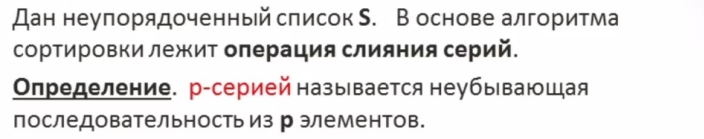 Дан неупорядоченный список S. В основе алгоритма
сортировки лежит операция слияния серий.
Определение. р-серией называется неубывающая
последовательность из р элементов.